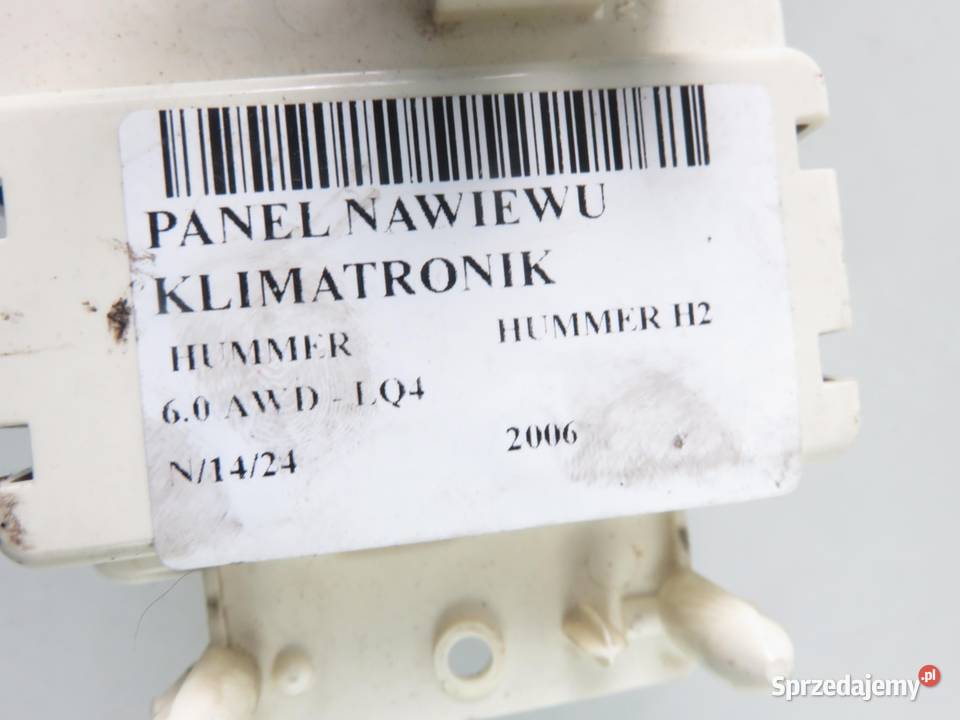 PANEL NAWIEWU
KLIMATRONIK
HUMMER HUMMER H2
6.0 AWD - LQ4
N/14/24 2006
Sprzedajemy.pl